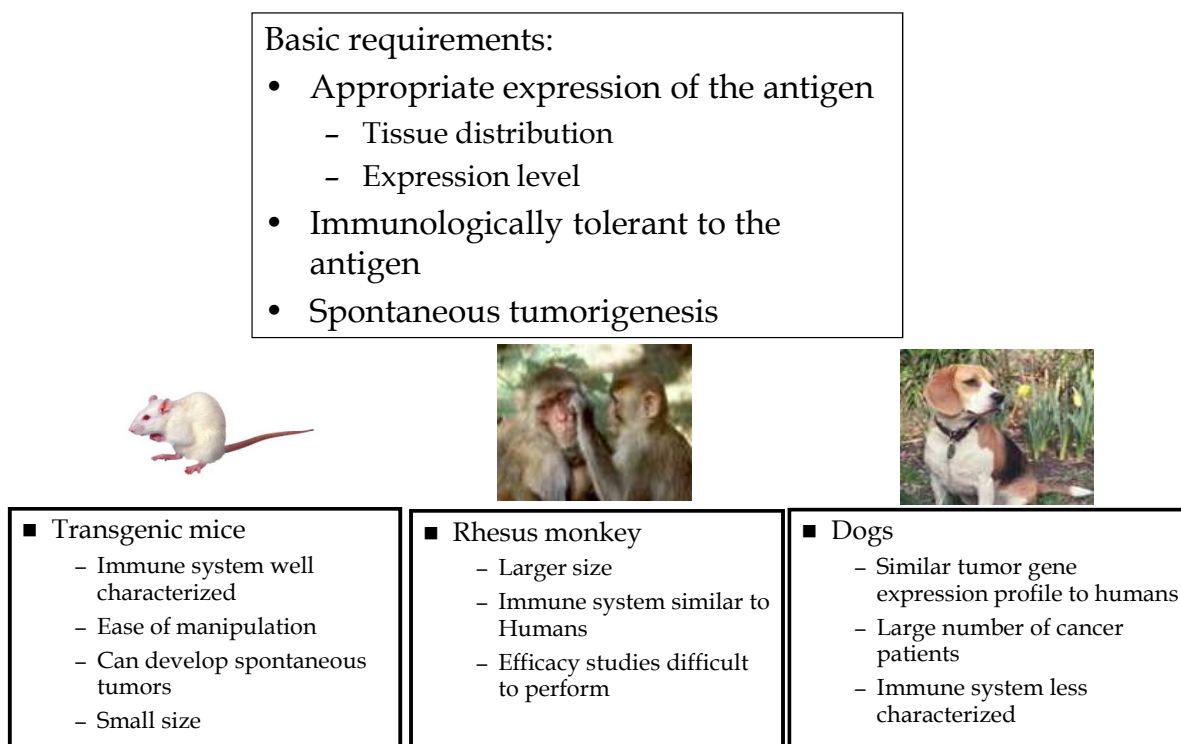 Basic requirements:
• Appropriate expression of the antigen
– Tissue distribution
– Expression level
• Immunologically tolerant to the
antigen
• Spontaneous tumorigenesis
■ Transgenic mice
– Immune system well
characterized
– Ease of manipulation
– Can develop spontaneous
tumors
– Small size
■ Rhesus monkey
– Larger size
– Immune system similar to
Humans
– Efficacy studies difficult
to perform
■ Dogs
– Similar tumor gene
expression profile to humans
– Large number of cancer
patients
– Immune system less
characterized